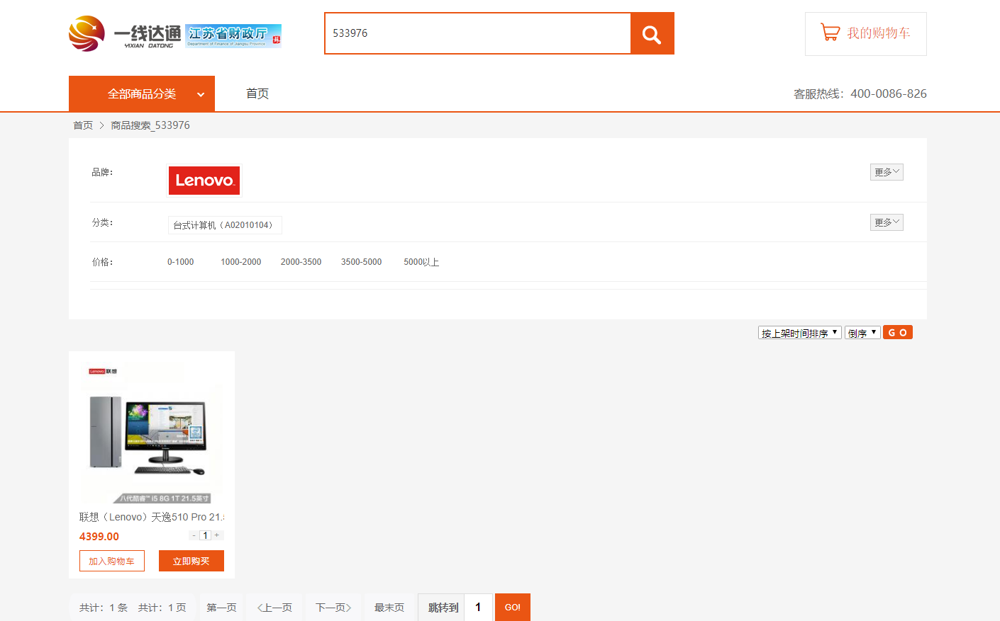 一线达通
YIXIAN DATONG
江苏省财政厅
Department of Finance of Jiangsu Province
533976
我的购物车
全部商品分类
首页
客服热线：400-0086-826
首页 > 商品搜索_533976
品牌：
Lenovo
更多
分类：
台式计算机（A02010104）
更多
价格：
0-1000
1000-2000
2000-3500
3500-5000
5000以上
按上架时间排序
倒序
GO
Lenovo 联想
八代酷睿™ i5 8G 1T 21.5英寸
联想（Lenovo）天逸510 Pro 21.5
4399.00
- 1 +
加入购物车
立即购买
共计：1 条 共计：1 页
第一页
<上一页
下一页>
最末页
跳转到
1
GO!